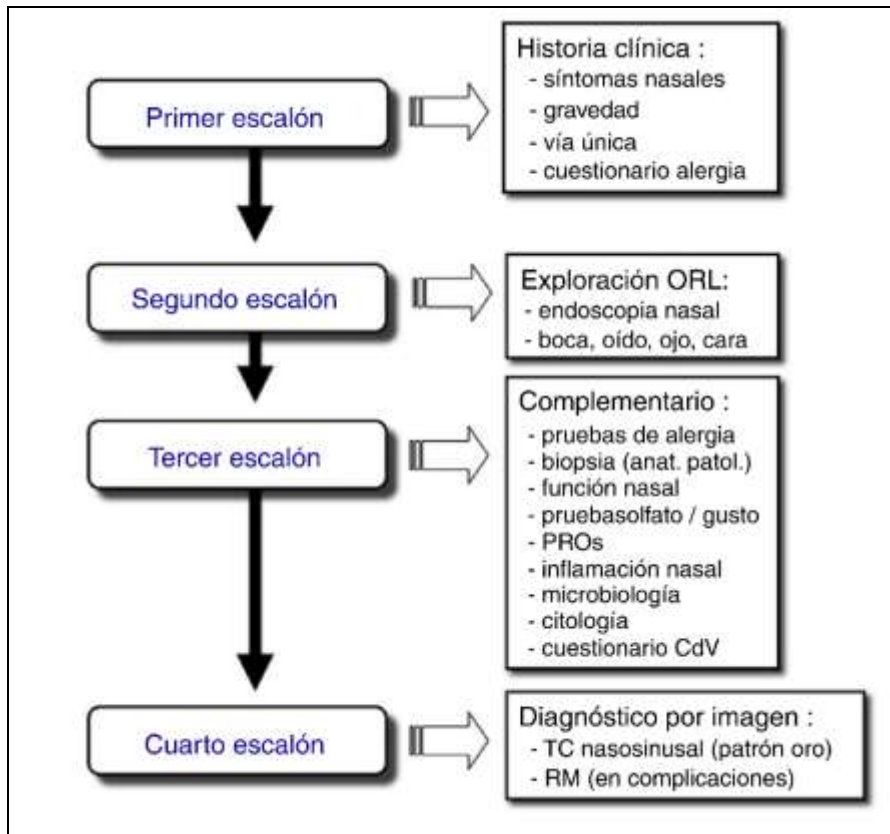 Primer escalón
Historia clínica :
- síntomas nasales
- gravedad
- vía única
- cuestionario alergia
Segundo escalón
Exploración ORL:
- endoscopia nasal
- boca, oído, ojo, cara
Tercer escalón
Complementario :
- pruebas de alergia
- biopsia (anat. patol.)
- función nasal
- pruebasolfato / gusto
- PROs
- inflamación nasal
- microbiología
- citología
- cuestionario CdV
Cuarto escalón
Diagnóstico por imagen :
- TC nasosinusal (patrón oro)
- RM (en complicaciones)